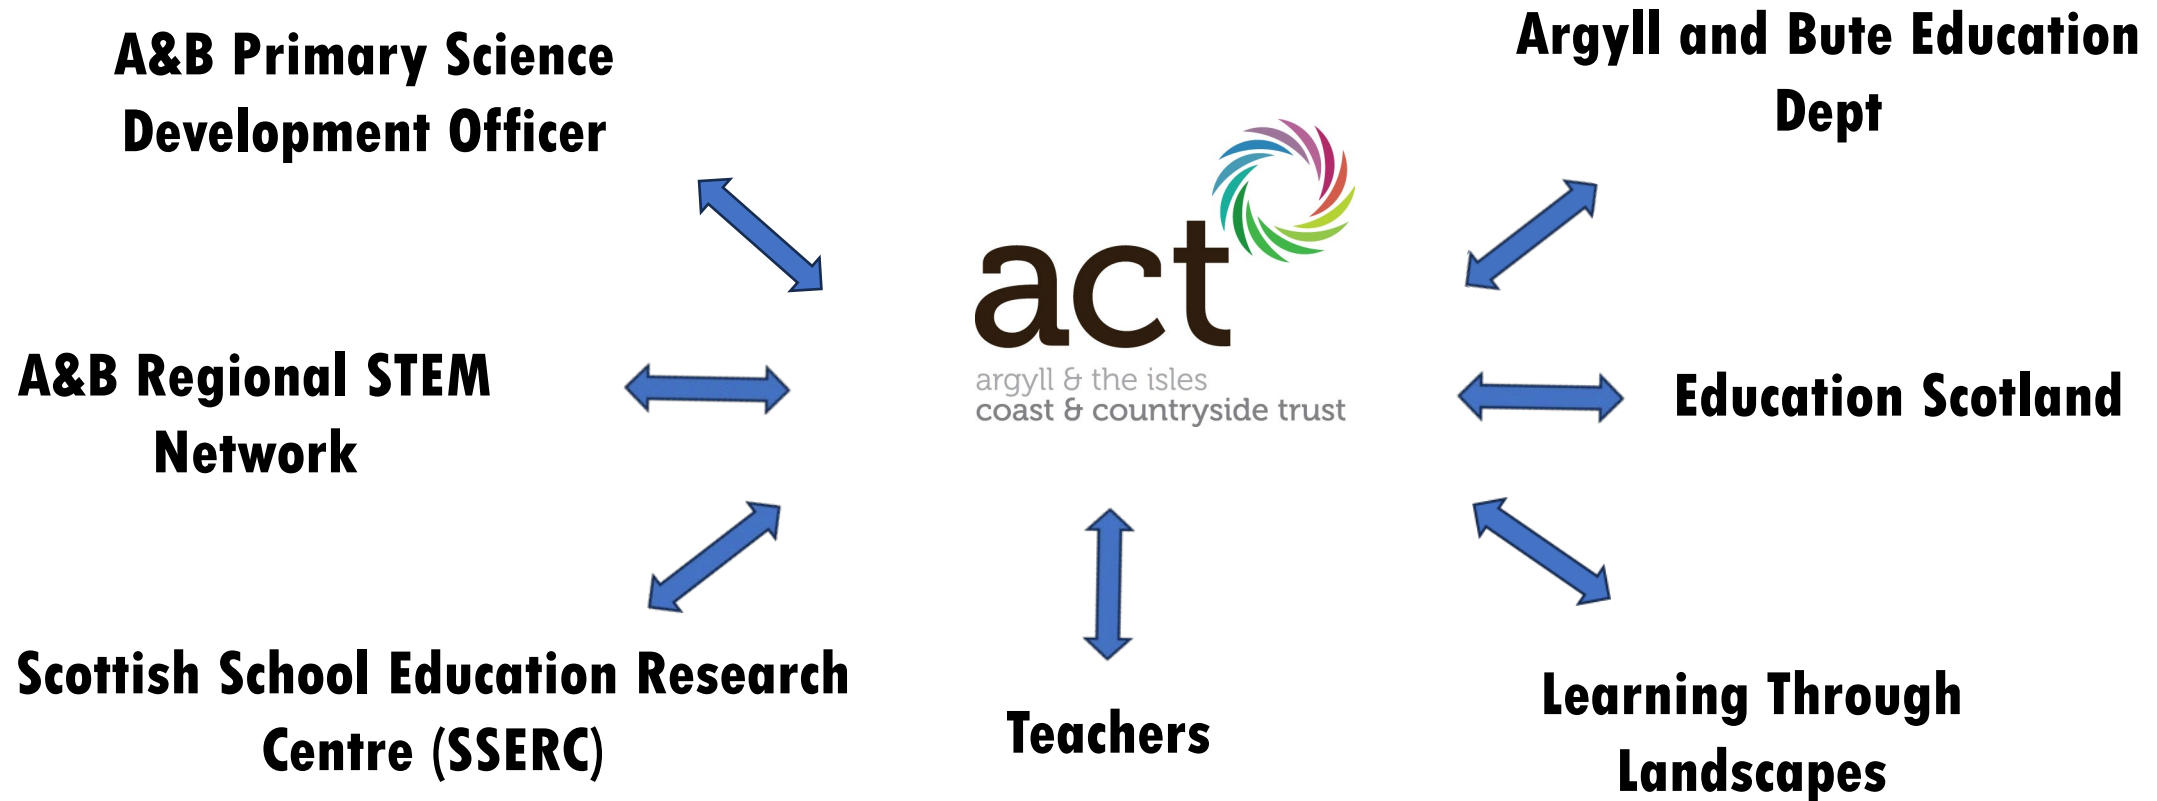 A&B Primary Science
Development Officer
Argyll and Bute Education
Dept
act
argyll & the isles
coast & countryside trust
A&B Regional STEM
Network
Education Scotland
Scottish School Education Research
Centre (SSERC)
Teachers
Learning Through
Landscapes